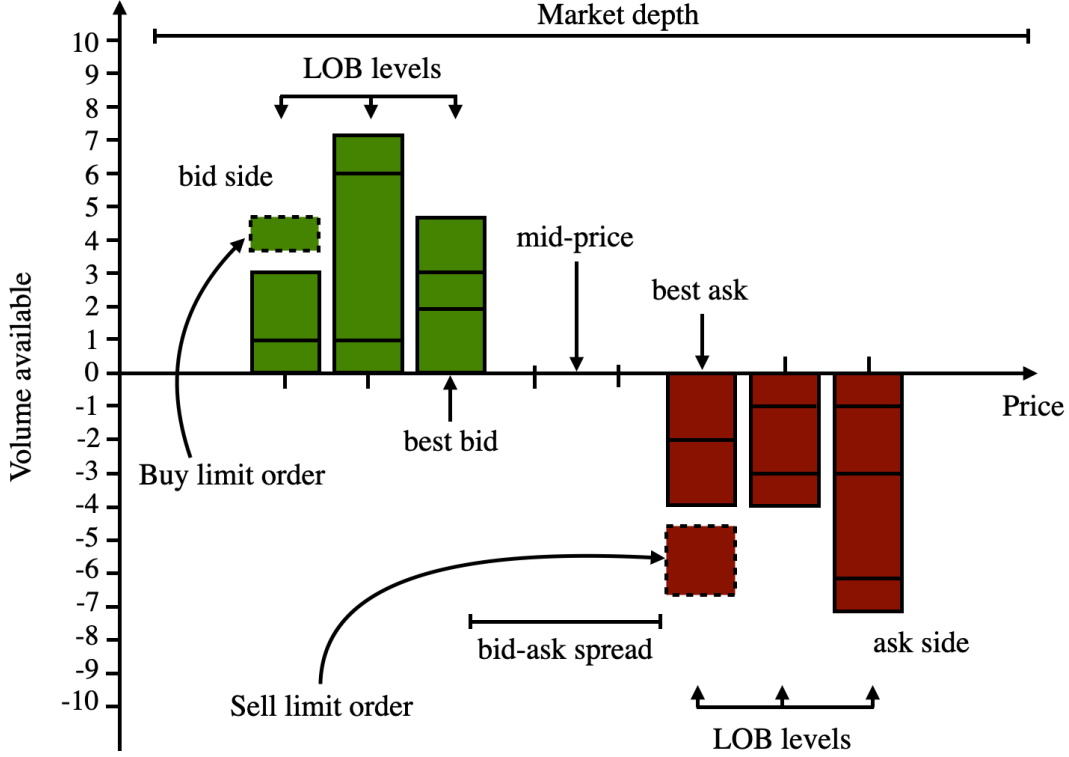 Market depth
10
9
LOB levels
8
7
6
bid side
5
4
mid-price
3
best ask
2
1
0
Price
-1
-2
best bid
-3
Buy limit order
-4
-5
-6
-7
-8
bid-ask spread
ask side
-9
-10
Sell limit order
LOB levels
Volume available